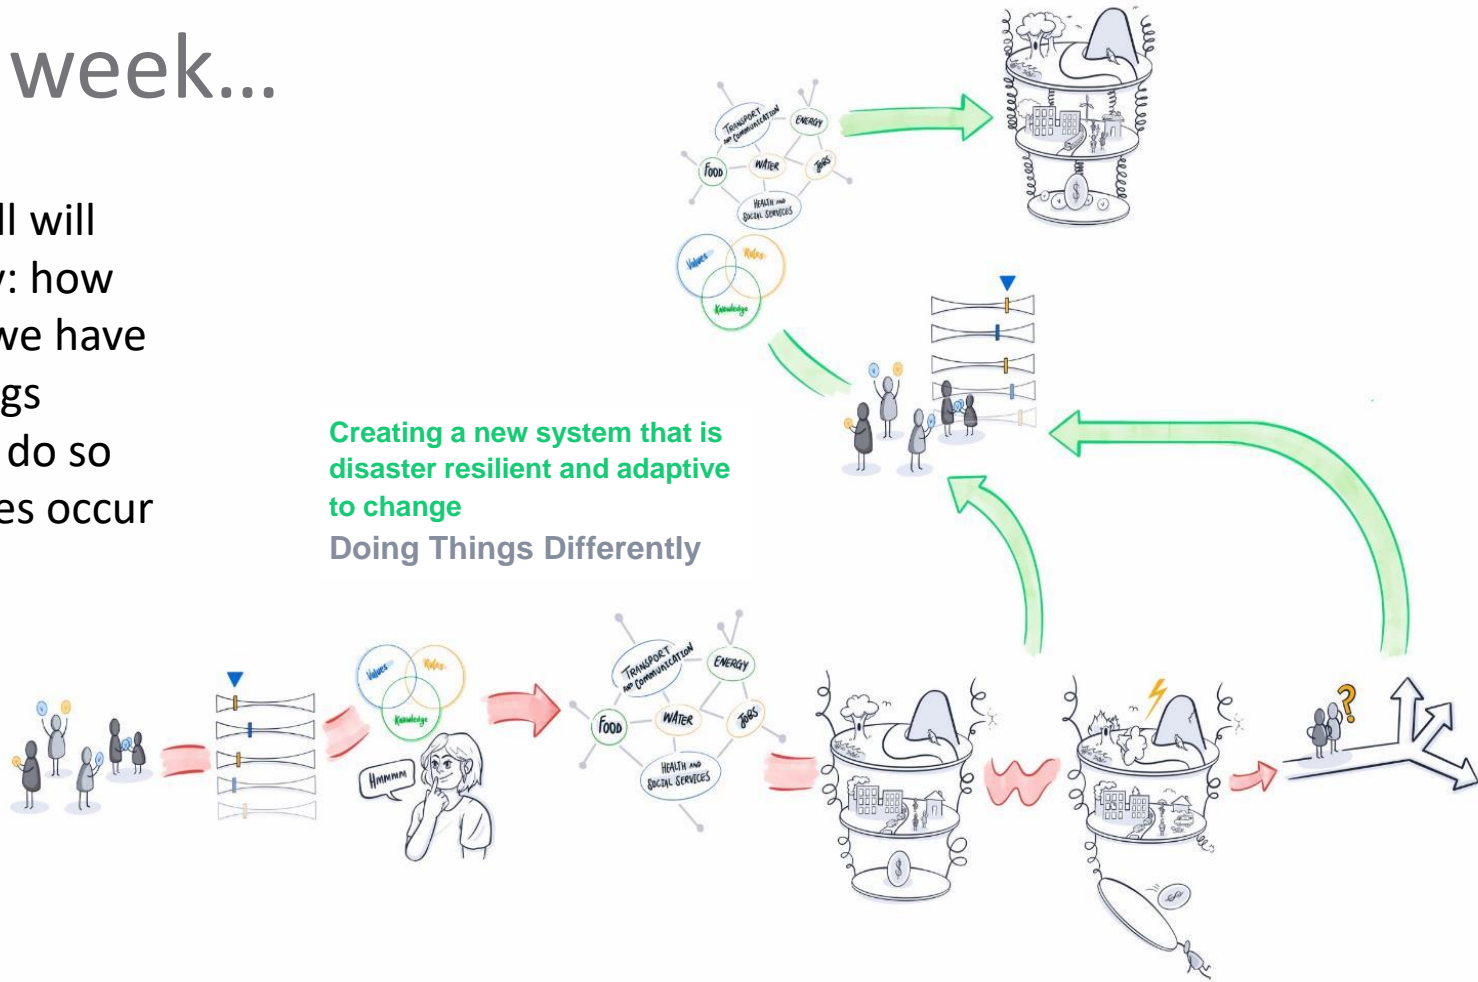 week...
ll will
: how
we have
gs
do so
es occur
TRANSPORT
AND COMMUNICATION
ENERGY
FOOD
WATER
JOBS
HEALTH AND
SOCIAL SERVICES
Values
Rules
Knowledge
$
Creating a new system that is
disaster resilient and adaptive
to change
Doing Things Differently
Values
Rules
Knowledge
Hmmmm
TRANSPORT
AND COMMUNICATION
ENERGY
FOOD
WATER
JOBS
HEALTH AND
SOCIAL SERVICES
$
$
?